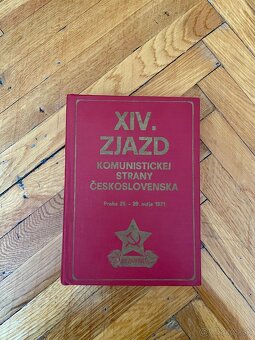 XIV.
ZJAZD
KOMUNISTICKEJ
STRANY
ČESKOSLOVENSKA
Praha 25. - 29. mája 1971